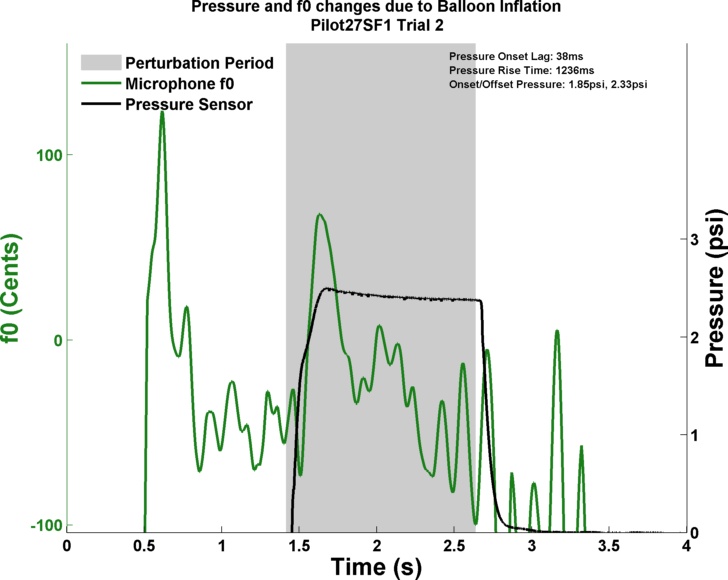 Pressure and f0 changes due to Balloon Inflation
Pilot27SF1 Trial 2
Perturbation Period
Microphone f0
Pressure Sensor
Pressure Onset Lag: 38ms
Pressure Rise Time: 1236ms
Onset/Offset Pressure: 1.85psi, 2.33psi
f0 (Cents)
100
0
-100
Pressure (psi)
3
2
1
0
0 0.5 1 1.5 2 2.5 3 3.5 4
Time (s)